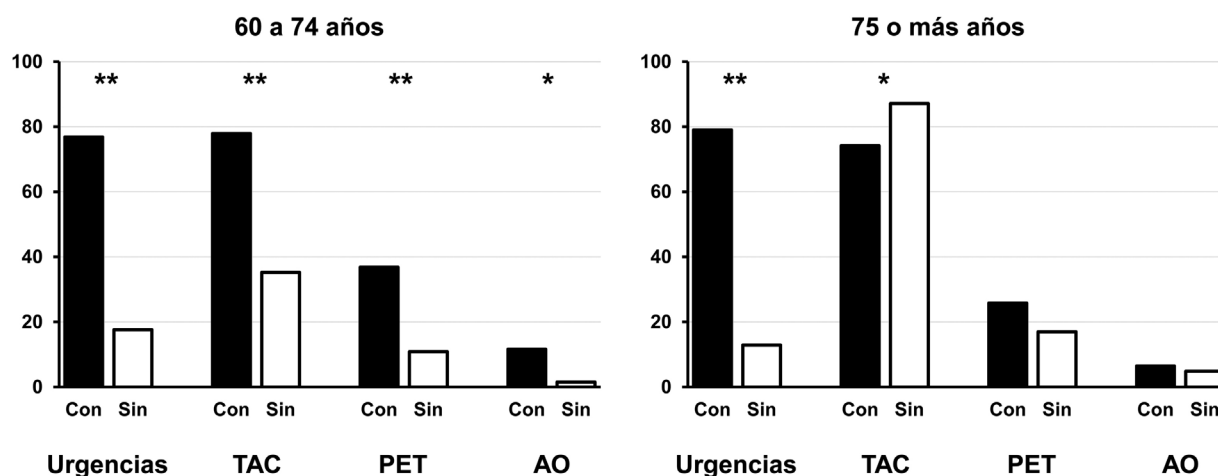 60 a 74 años
100
80
60
40
20
0
** ** ** *
Con Sin Con Sin Con Sin Con Sin
Urgencias TAC PET AO
75 o más años
100
80
60
40
20
0
** *
Con Sin Con Sin Con Sin Con Sin
Urgencias TAC PET AO